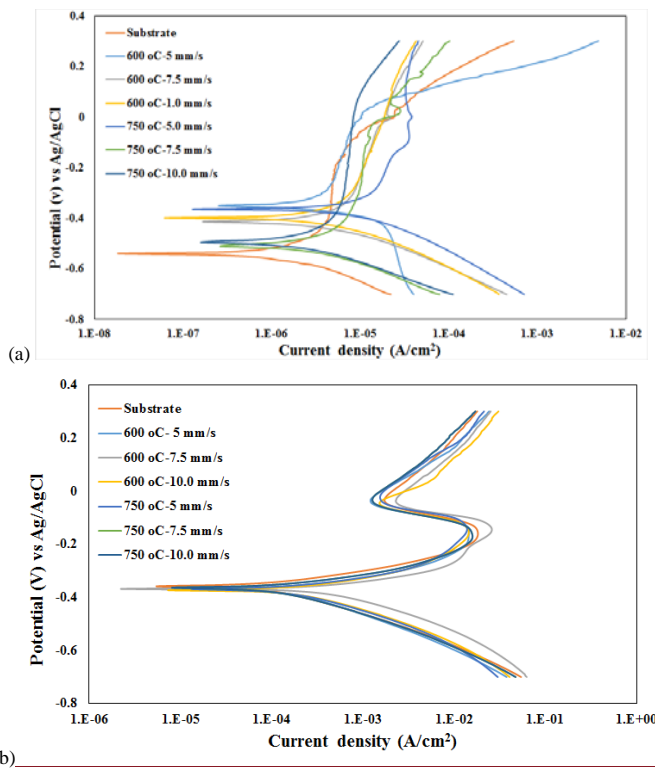 0.4
Substrate
600 oC-5 mm/s
0.2
600 oC-7.5 mm/s
600 oC-1.0 mm/s
0
750 oC-5.0 mm/s
750 oC-7.5 mm/s
-0.2
750 oC-10.0 mm/s
-0.4
-0.6
-0.8
Potential (v) vs Ag/AgCl
1.E-08 1.E-07 1.E-06 1.E-05 1.E-04 1.E-03 1.E-02
Current density (A/cm²)
(a)
0.4
Substrate
600 oC- 5 mm/s
0.2
600 oC-7.5 mm/s
600 oC-10.0 mm/s
0
750 oC-5 mm/s
750 oC-7.5 mm/s
-0.2
750 oC-10.0 mm/s
-0.4
-0.6
-0.8
Potential (V) vs Ag/AgCl
1.E-06 1.E-05 1.E-04 1.E-03 1.E-02 1.E-01 1.E+00
Current density (A/cm²)
b)